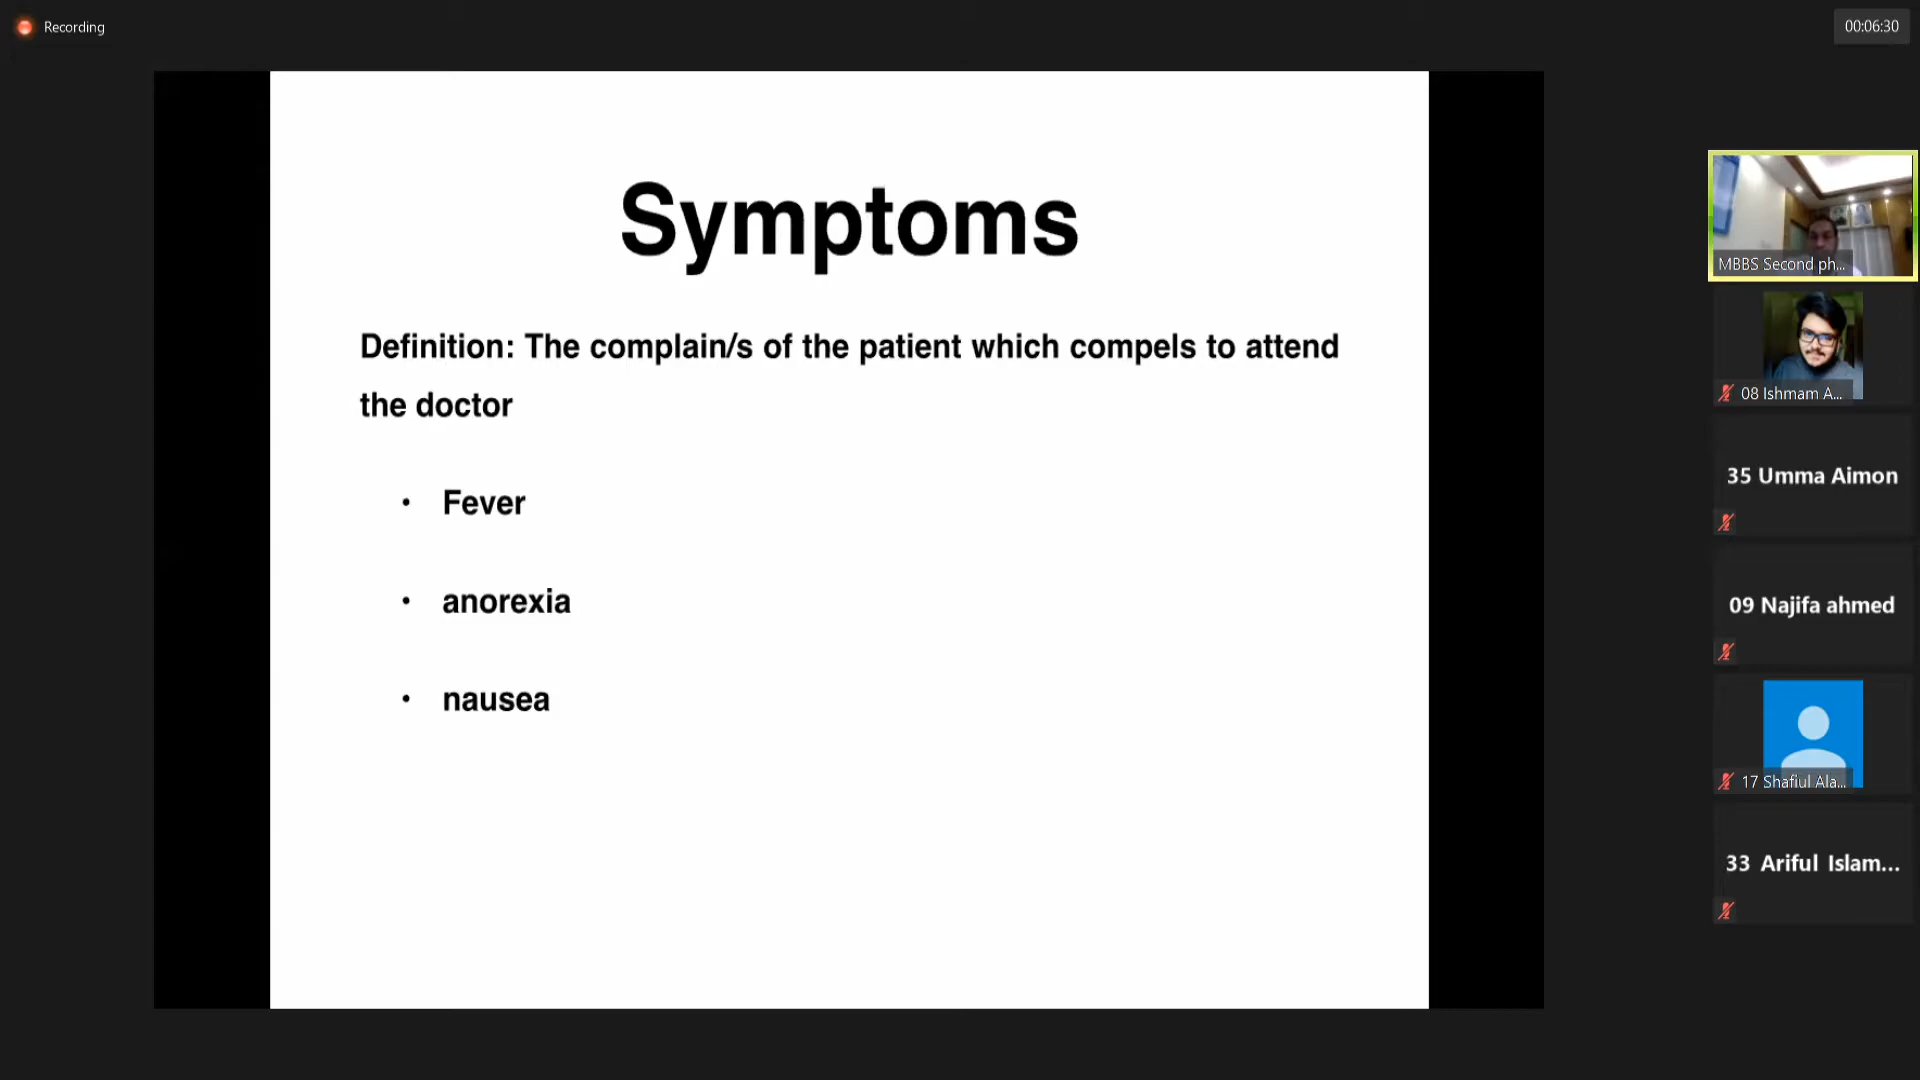 Recording
00:06:30
Symptoms
Definition: The complain/s of the patient which compels to attend
the doctor
• Fever
• anorexia
• nausea
MBBS Second ph...
08 Ishmam A...
35 Umma Aimon
09 Najifa ahmed
17 Shafiul Ala...
33 Ariful Islam...